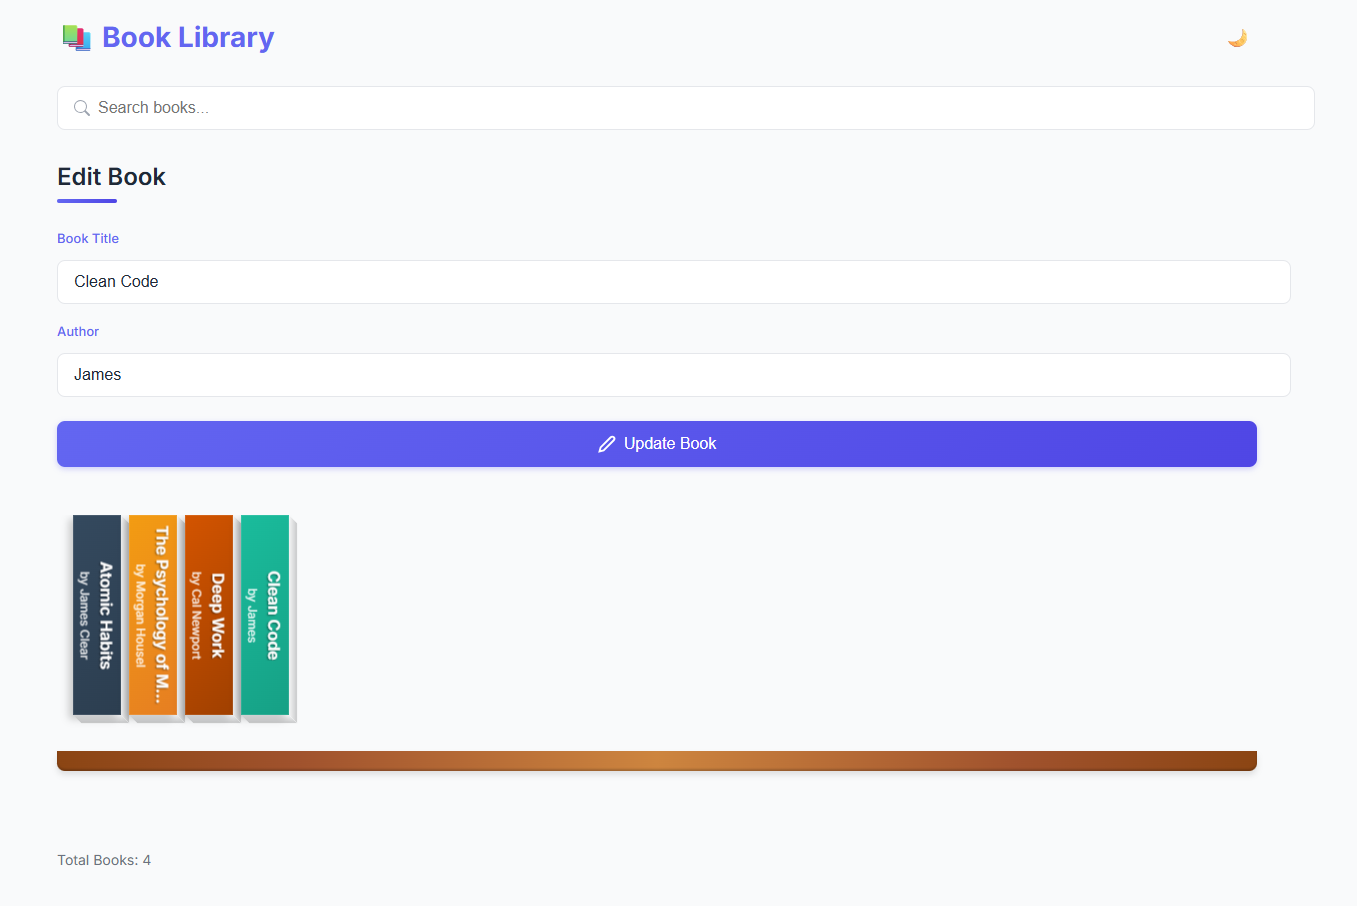 Book Library
Search books...
Edit Book
Book Title
Clean Code
Author
James
Update Book
Atomic Habits
by James Clear
The Psychology of M...
by Morgan Housel
Deep Work
by Cal Newport
Clean Code
by James
Total Books: 4